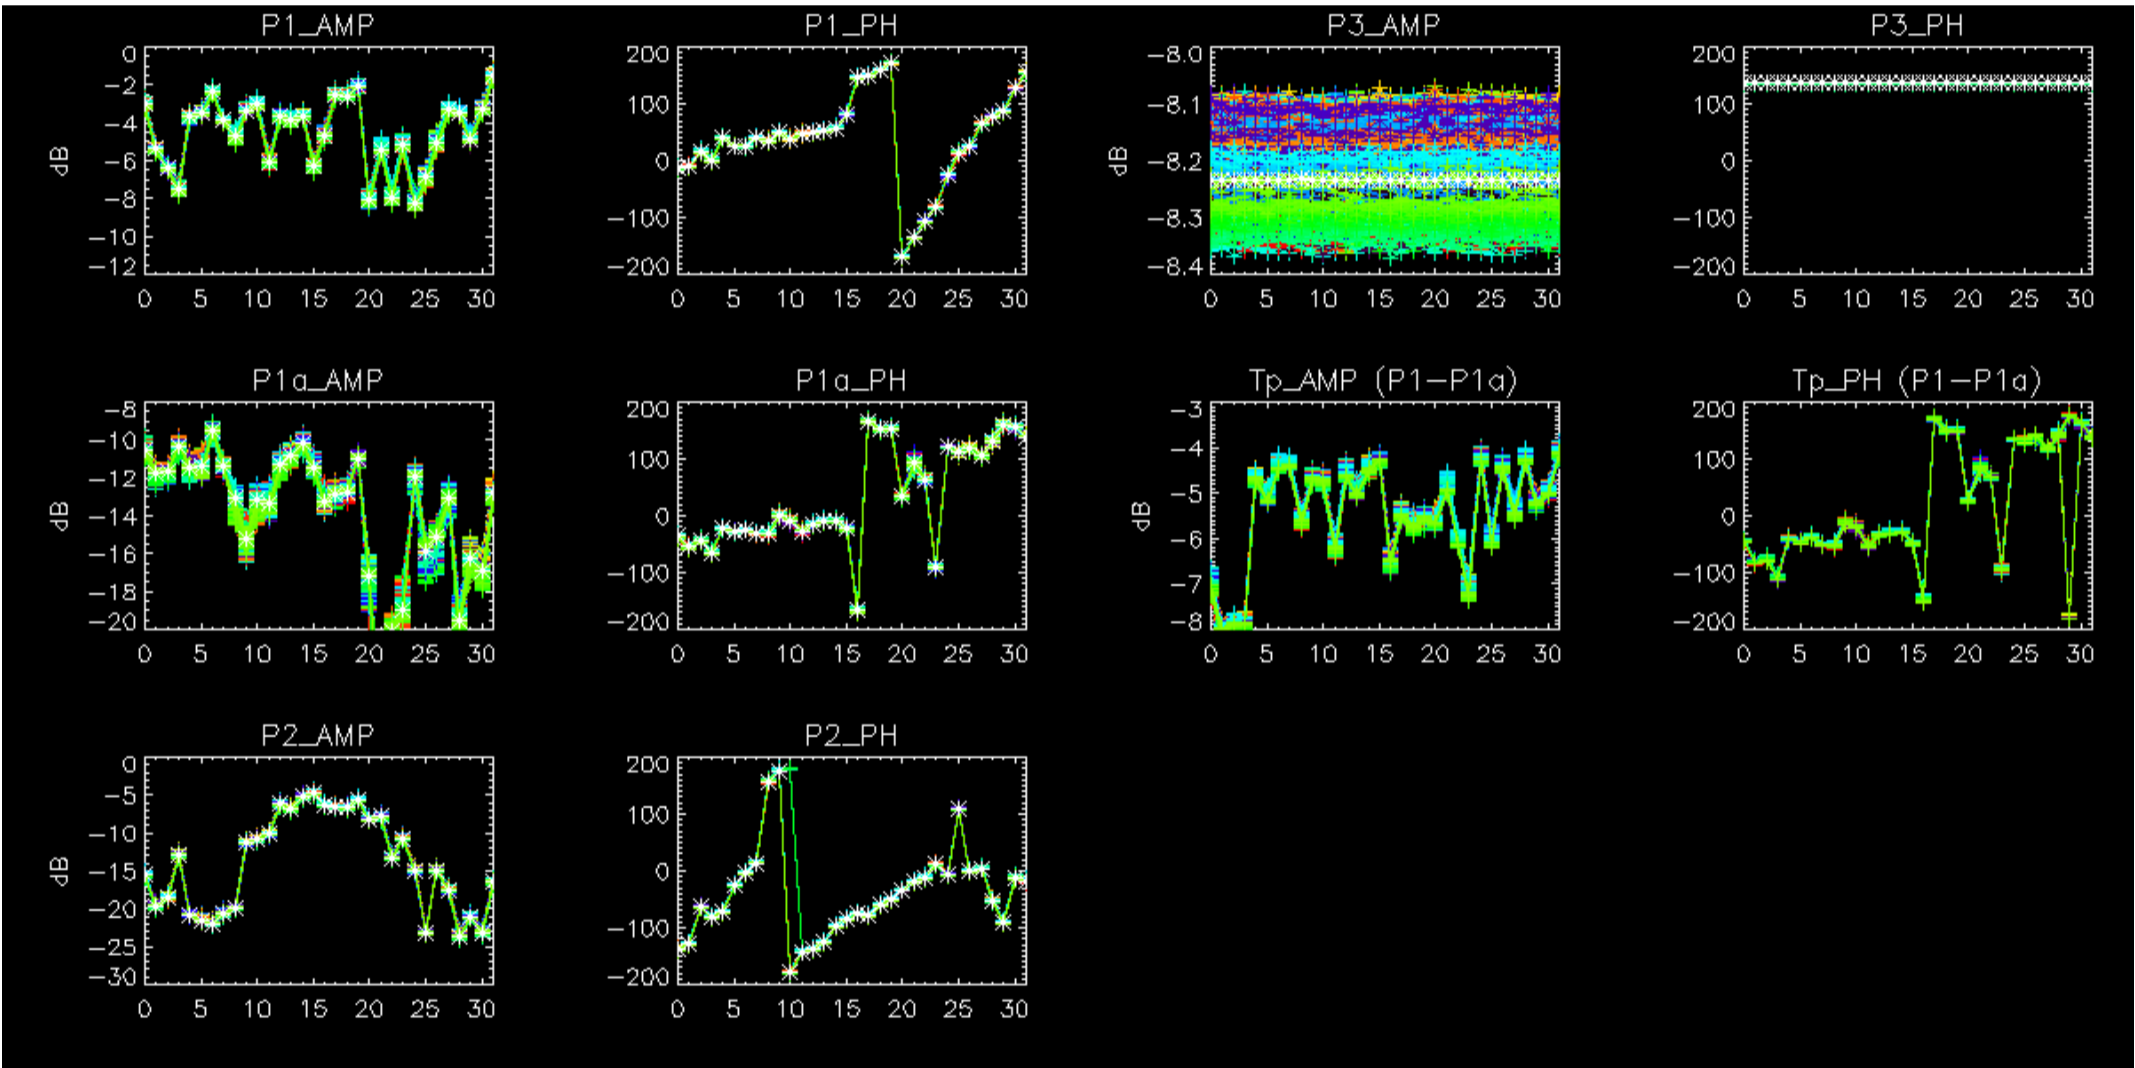 P1_AMP
P1_PH
P3_AMP
P3_PH
0
-2
-4
-6
-8
-10
-12
dB
0 5 10 15 20 25 30
200
100
0
-100
-200
0 5 10 15 20 25 30
-8.0
-8.1
-8.2
-8.3
-8.4
dB
0 5 10 15 20 25 30
200
100
0
-100
-200
0 5 10 15 20 25 30
P1a_AMP
P1a_PH
Tp_AMP (P1-P1a)
Tp_PH (P1-P1a)
-8
-10
-12
-14
-16
-18
-20
dB
0 5 10 15 20 25 30
200
100
0
-100
-200
0 5 10 15 20 25 30
-3
-4
-5
-6
-7
-8
dB
0 5 10 15 20 25 30
200
100
0
-100
-200
0 5 10 15 20 25 30
P2_AMP
P2_PH
0
-5
-10
-15
-20
-25
-30
dB
0 5 10 15 20 25 30
200
100
0
-100
-200
0 5 10 15 20 25 30